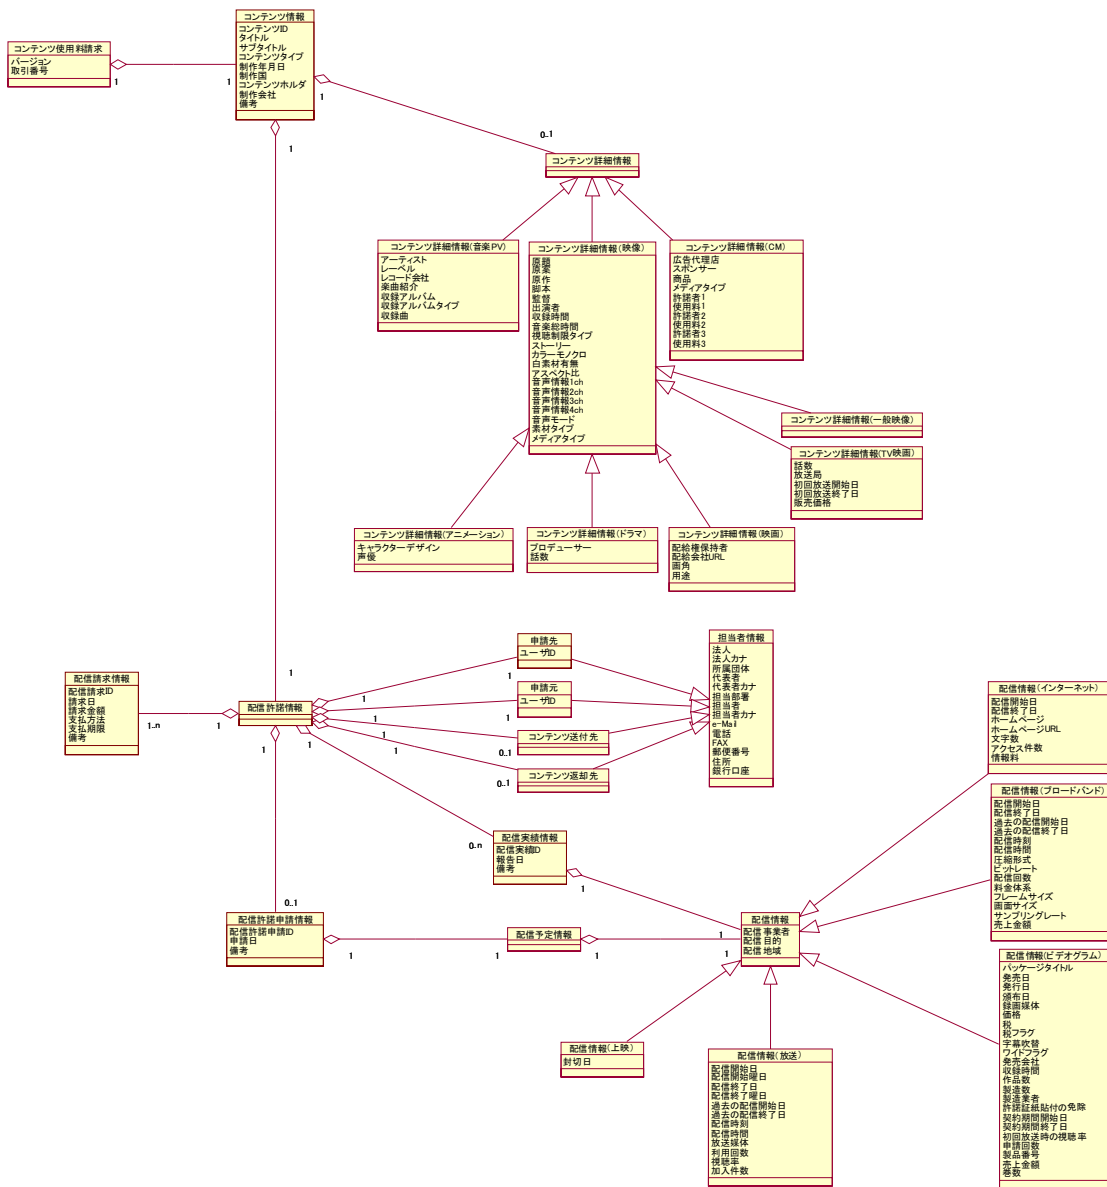 コンテンツ情報
コンテンツID
タイトル
サブタイトル
コンテンツタイプ
制作年月日
制作国
コンテンツホルダ
制作会社
備考
コンテンツ使用料請求
バージョン
取引番号
1
1
1
1
0..1
コンテンツ詳細情報
コンテンツ詳細情報(音楽PV)
アーティスト
レーベル
レコード会社
楽曲紹介
収録アルバム
収録アルバムタイプ
収録曲
コンテンツ詳細情報(映像)
原題
原案
原作
脚本
監督
出演者
収録時間
音楽総時間
視聴制限タイプ
ストーリー
カラーモノクロ
白素材有無
アスペクト比
音声情報1ch
音声情報2ch
音声情報3ch
音声情報4ch
音声モード
素材タイプ
メディアタイプ
コンテンツ詳細情報(CM)
広告代理店
スポンサー
商品
メディアタイプ
許諾者1
使用料1
許諾者2
使用料2
許諾者3
使用料3
コンテンツ詳細情報(一般映像)
コンテンツ詳細情報(TV映画)
話数
放送局
初回放送開始日
初回放送終了日
販売価格
コンテンツ詳細情報(アニメーション)
キャラクターデザイン
声優
コンテンツ詳細情報(ドラマ)
プロデューサー
話数
コンテンツ詳細情報(映画)
配給権保持者
配給会社URL
画角
用途
1
配信請求情報
配信請求ID
請求日
請求金額
支払方法
支払期限
備考
1..n
1
配信許諾情報
1
1
1
1
1
1
申請先
ユーザID
1
申請元
ユーザID
1
コンテンツ送付先
0..1
コンテンツ返却先
0..1
担当者情報
法人
法人カナ
所属団体
代表者
代表者カナ
担当部署
担当者
担当者カナ
e-Mail
電話
FAX
郵便番号
住所
銀行口座
0..n
配信実績情報
配信実績ID
報告日
備考
1
0..1
配信許諾申請情報
配信許諾申請ID
申請日
備考
1
1
配信予定情報
1
1
1
配信情報
配信事業者
配信目的
配信地域
配信情報(インターネット)
配信開始日
配信終了日
ホームページ
ホームページURL
文字数
アクセス件数
情報料
配信情報(ブロードバンド)
配信開始日
配信終了日
過去の配信開始日
過去の配信終了日
配信時刻
配信時間
圧縮形式
ビットレート
配信回数
料金体系
フレームサイズ
画面サイズ
サンプリングレート
売上金額
配信情報(ビデオグラム)
パッケージタイトル
発売日
発行日
頒布日
録画媒体
価格
税
税フラグ
字幕吹替
ワイドフラグ
発売会社
収録時間
作品数
製造数
製造業者
許諾証紙貼付の免除
契約期間開始日
契約期間終了日
初回放送時の視聴率
申請回数
製品番号
売上金額
巻数
配信情報(上映)
封切日
配信情報(放送)
配信開始日
配信開始曜日
配信終了日
配信終了曜日
過去の配信開始日
過去の配信終了日
配信時刻
配信時間
放送媒体
利用回数
視聴率
加入件数